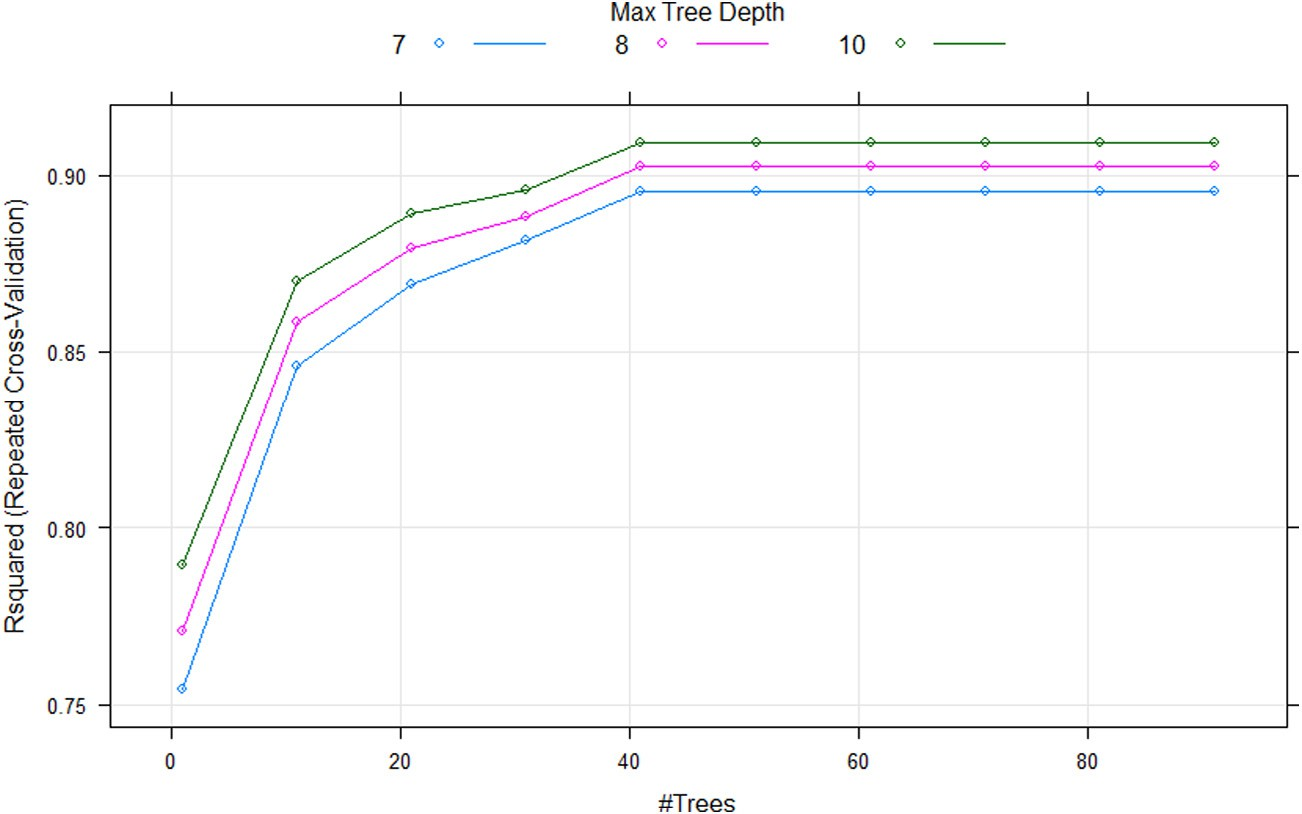 Max Tree Depth
7 8 10
Rsquared (Repeated Cross-Validation)
0.90
0.85
0.80
0.75
0 20 40 60 80
#Trees